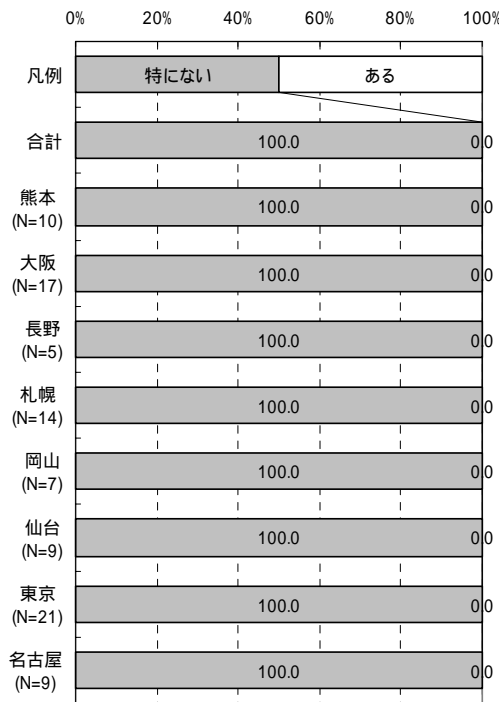 0% 20% 40% 60% 80% 100%
凡例 特にない ある
合計 100.0 0.0
熊本
(N=10) 100.0 0.0
大阪
(N=17) 100.0 0.0
長野
(N=5) 100.0 0.0
札幌
(N=14) 100.0 0.0
岡山
(N=7) 100.0 0.0
仙台
(N=9) 100.0 0.0
東京
(N=21) 100.0 0.0
名古屋
(N=9) 100.0 0.0